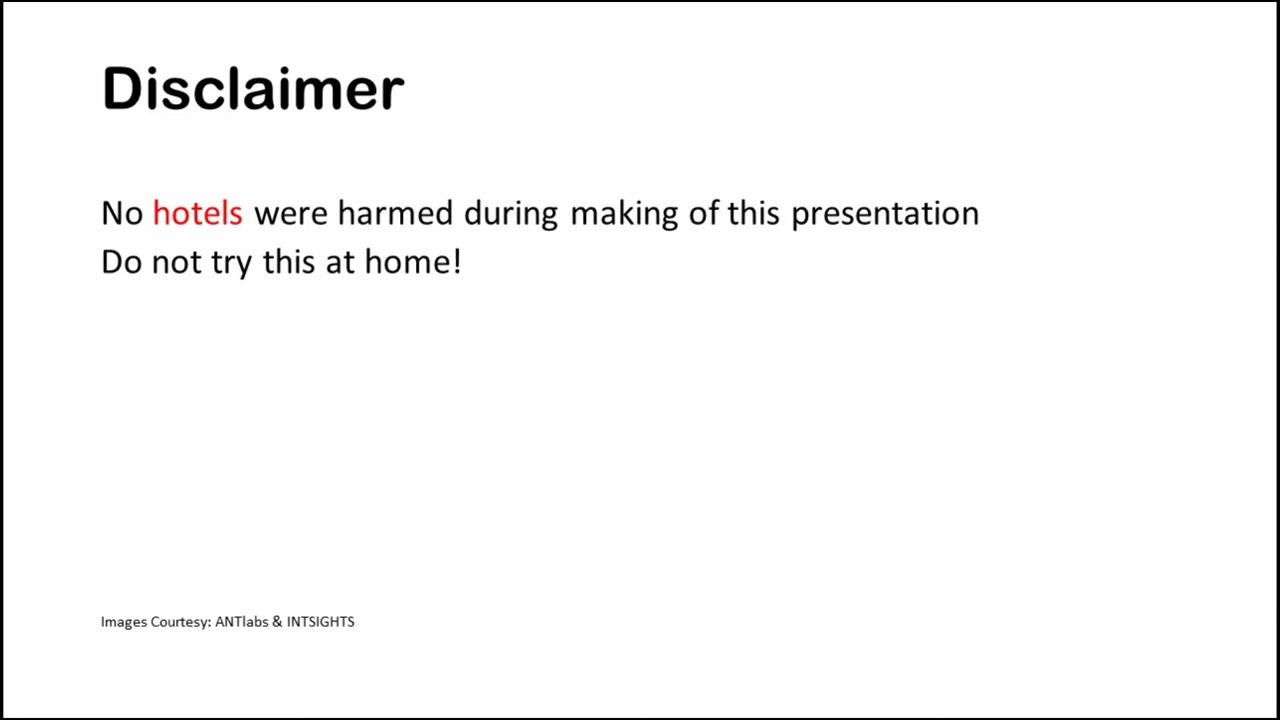 Disclaimer
No hotels were harmed during making of this presentation
Do not try this at home!
Images Courtesy: ANTlabs & INTSIGHTS